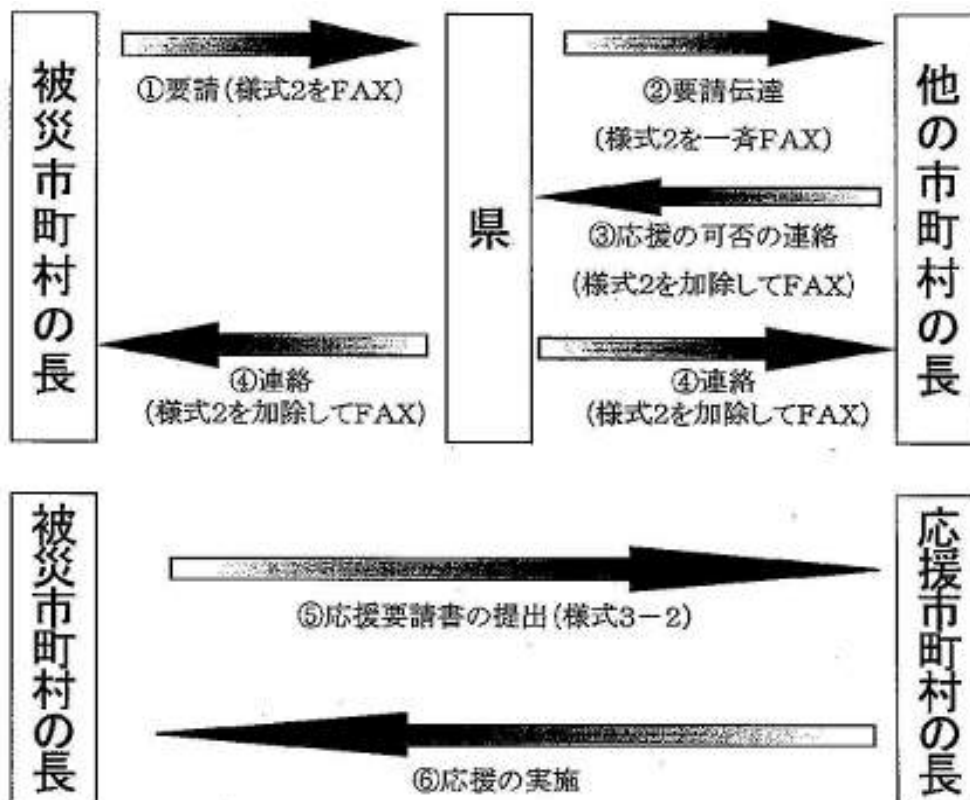 被災市町村の長
①要請(様式2をFAX)
県
②要請伝達
(様式2を一斉FAX)
③応援の可否の連絡
(様式2を加除してFAX)
④連絡
(様式2を加除してFAX)
④連絡
(様式2を加除してFAX)
他の市町村の長
被災市町村の長
⑤応援要請書の提出(様式3-2)
⑥応援の実施
応援市町村の長